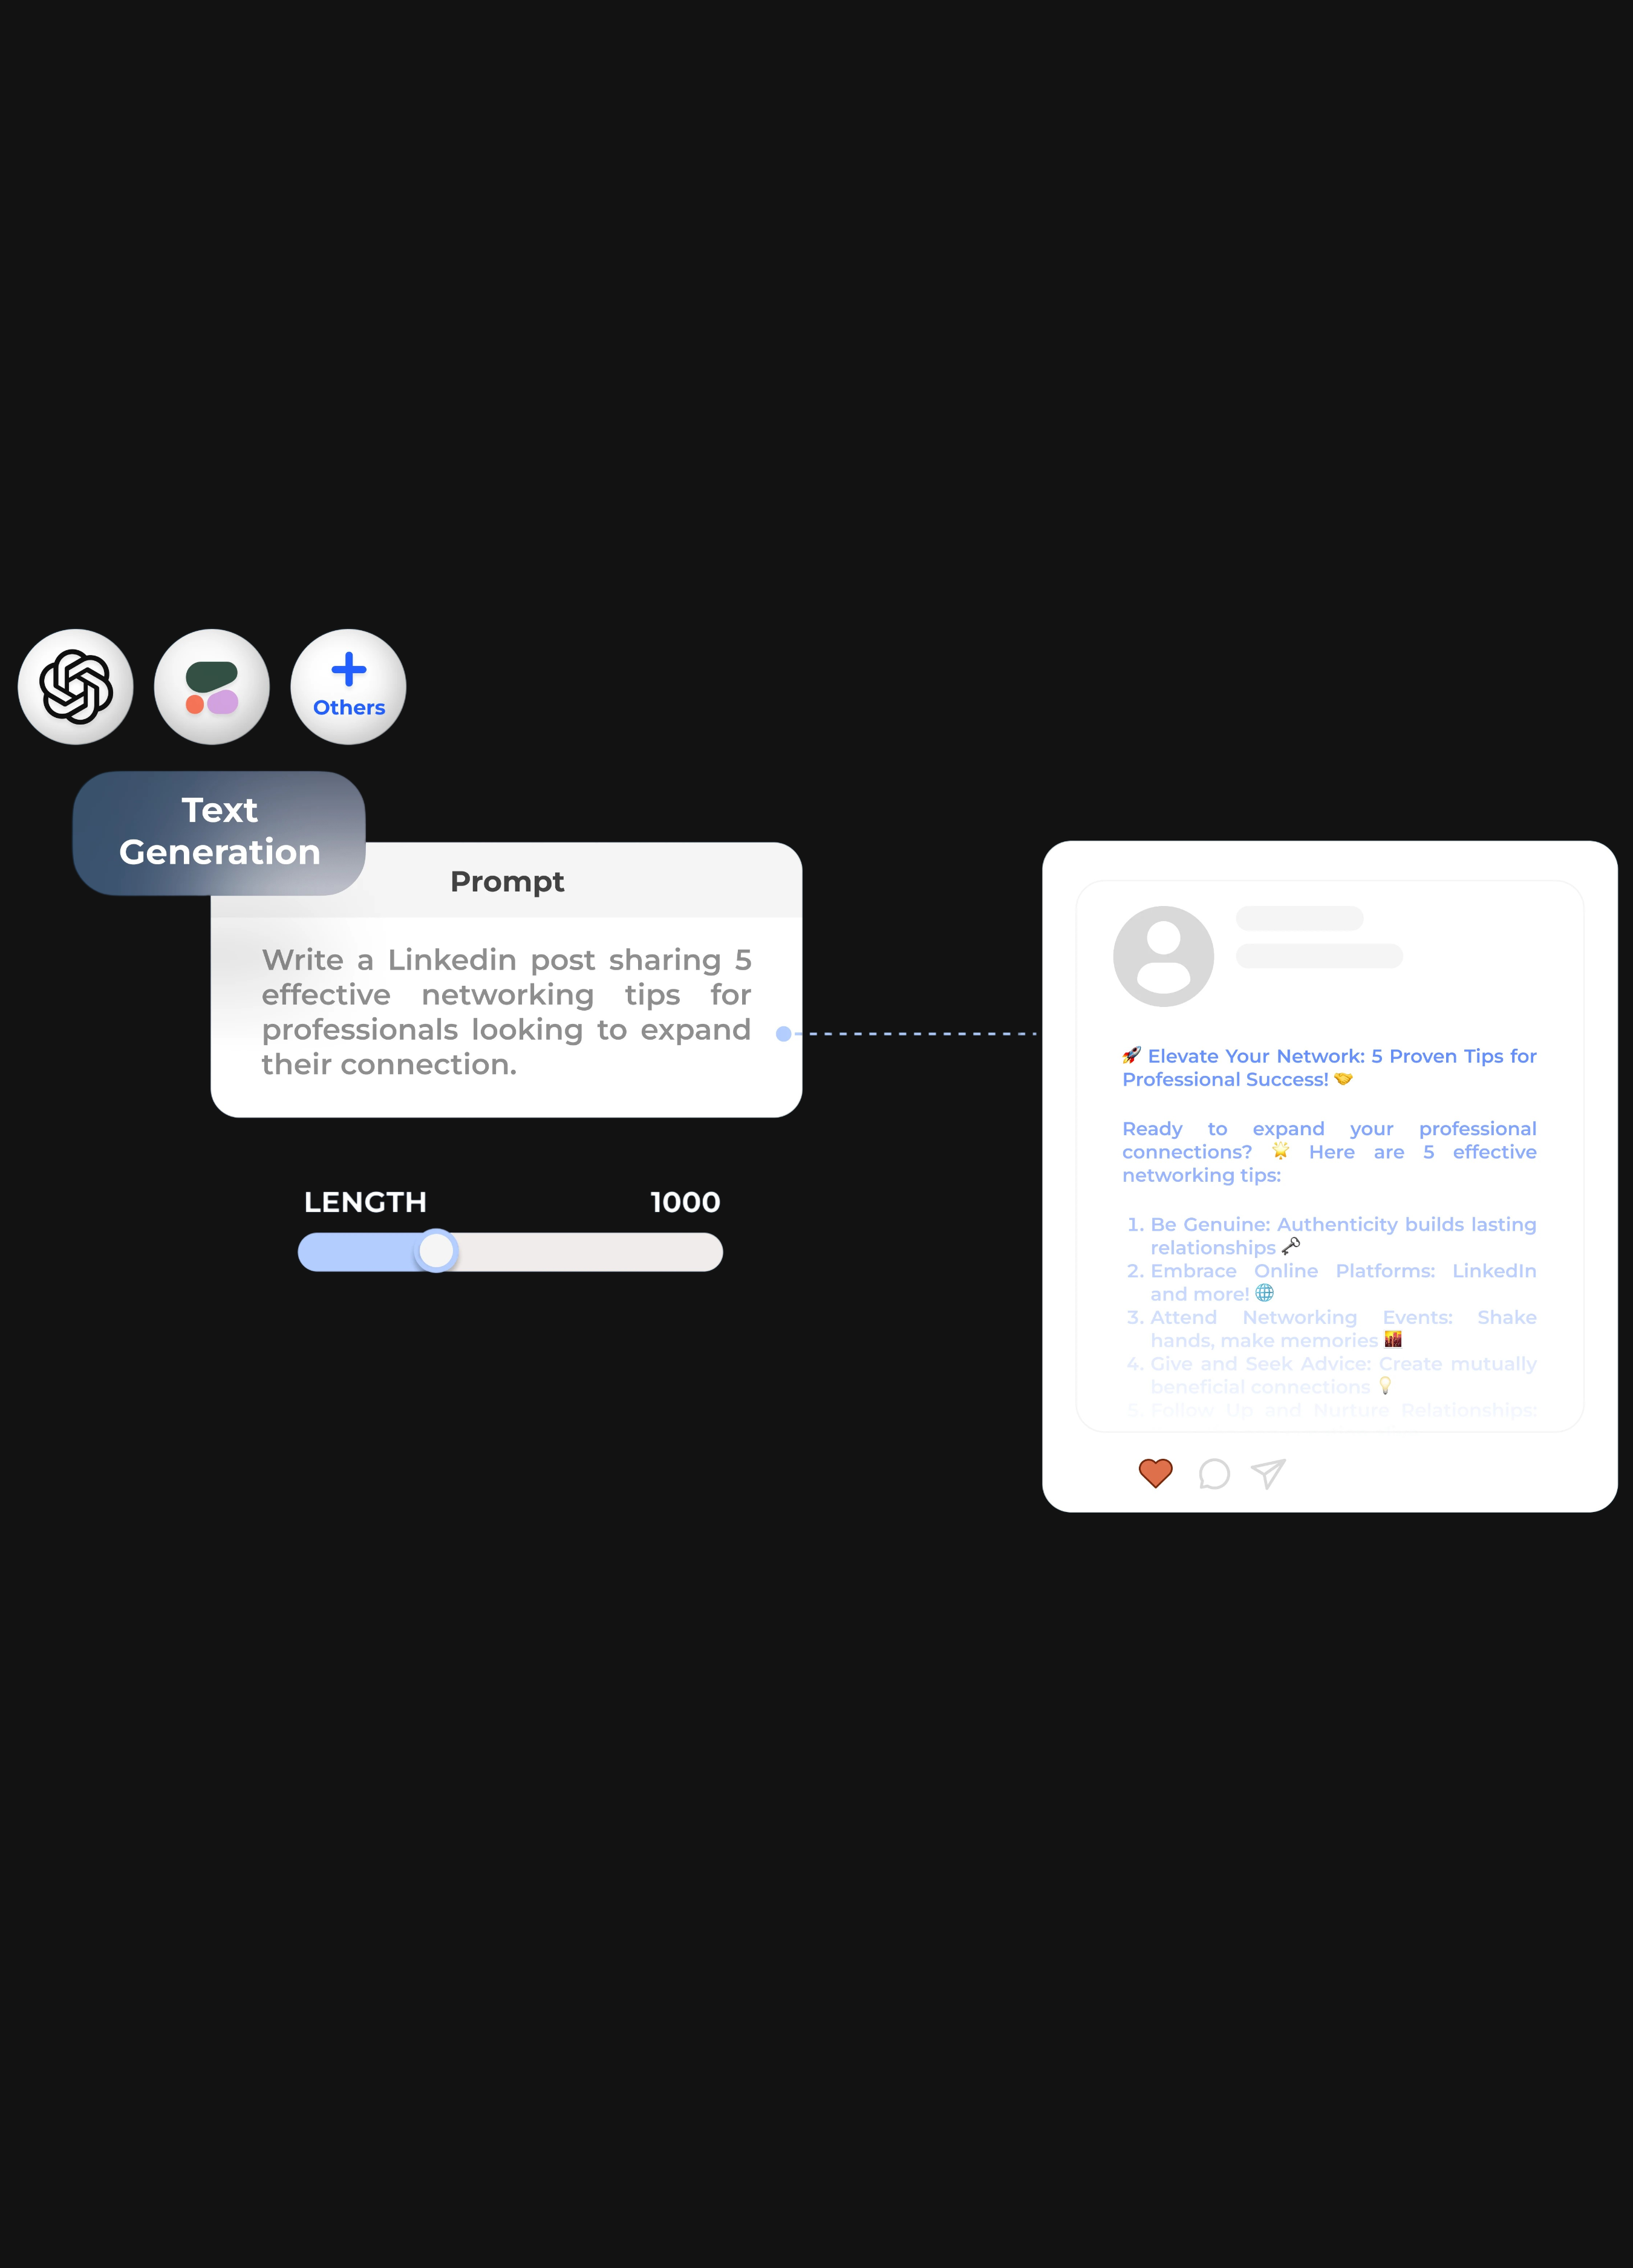 Others
Text
Generation
Prompt
Write a Linkedin post sharing 5
effective networking tips for
professionals looking to expand
their connection.
LENGTH 1000
🚀 Elevate Your Network: 5 Proven Tips for
Professional Success! 🤝
Ready to expand your professional
connections? 🌟 Here are 5 effective
networking tips:
1. Be Genuine: Authenticity builds lasting
relationships 🗝️
2. Embrace Online Platforms: LinkedIn
and more! 🌐
3. Attend Networking Events: Shake
hands, make memories 🌇
4. Give and Seek Advice: Create mutually
beneficial connections 💡
5. Follow Up and Nurture Relationships: